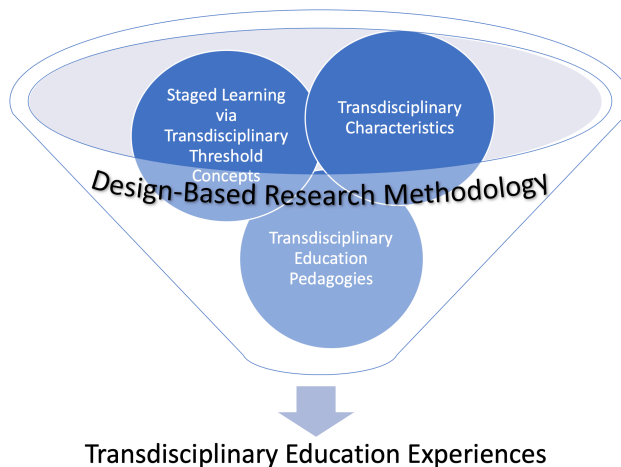 Staged Learning
via
Transdisciplinary
Threshold
Concepts
Transdisciplinary
Characteristics
Design-Based Research Methodology
Transdisciplinary
Education
Pedagogies
Transdisciplinary Education Experiences